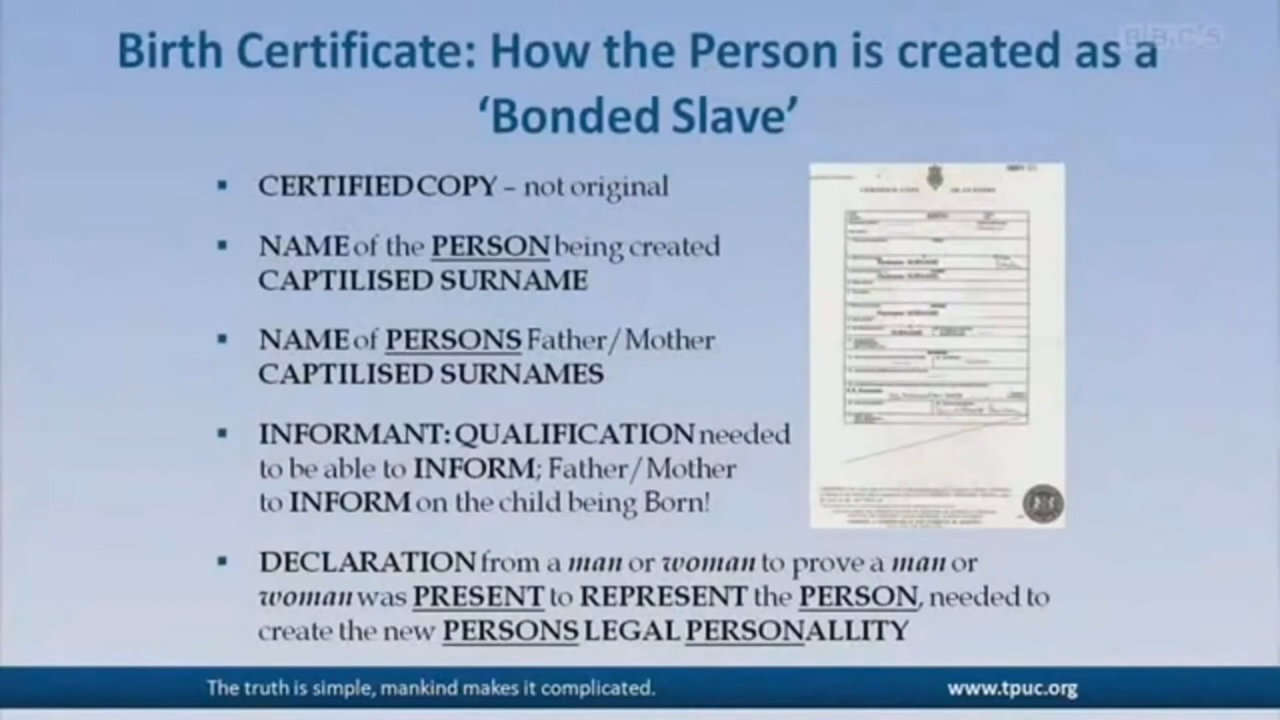 Birth Certificate: How the Person is created as a
'Bonded Slave'
CERTIFIED COPY – not original
NAME of the PERSON being created
CAPTILISED SURNAME
NAME of PERSONS Father/Mother
CAPTILISED SURNAMES
INFORMANT: QUALIFICATION needed
to be able to INFORM; Father/Mother
to INFORM on the child being Born!
DECLARATION from a man or woman to prove a man or
woman was PRESENT to REPRESENT the PERSON, needed to
create the new PERSONS LEGAL PERSONALLITY
The truth is simple, mankind makes it complicated.
www.tpuc.org